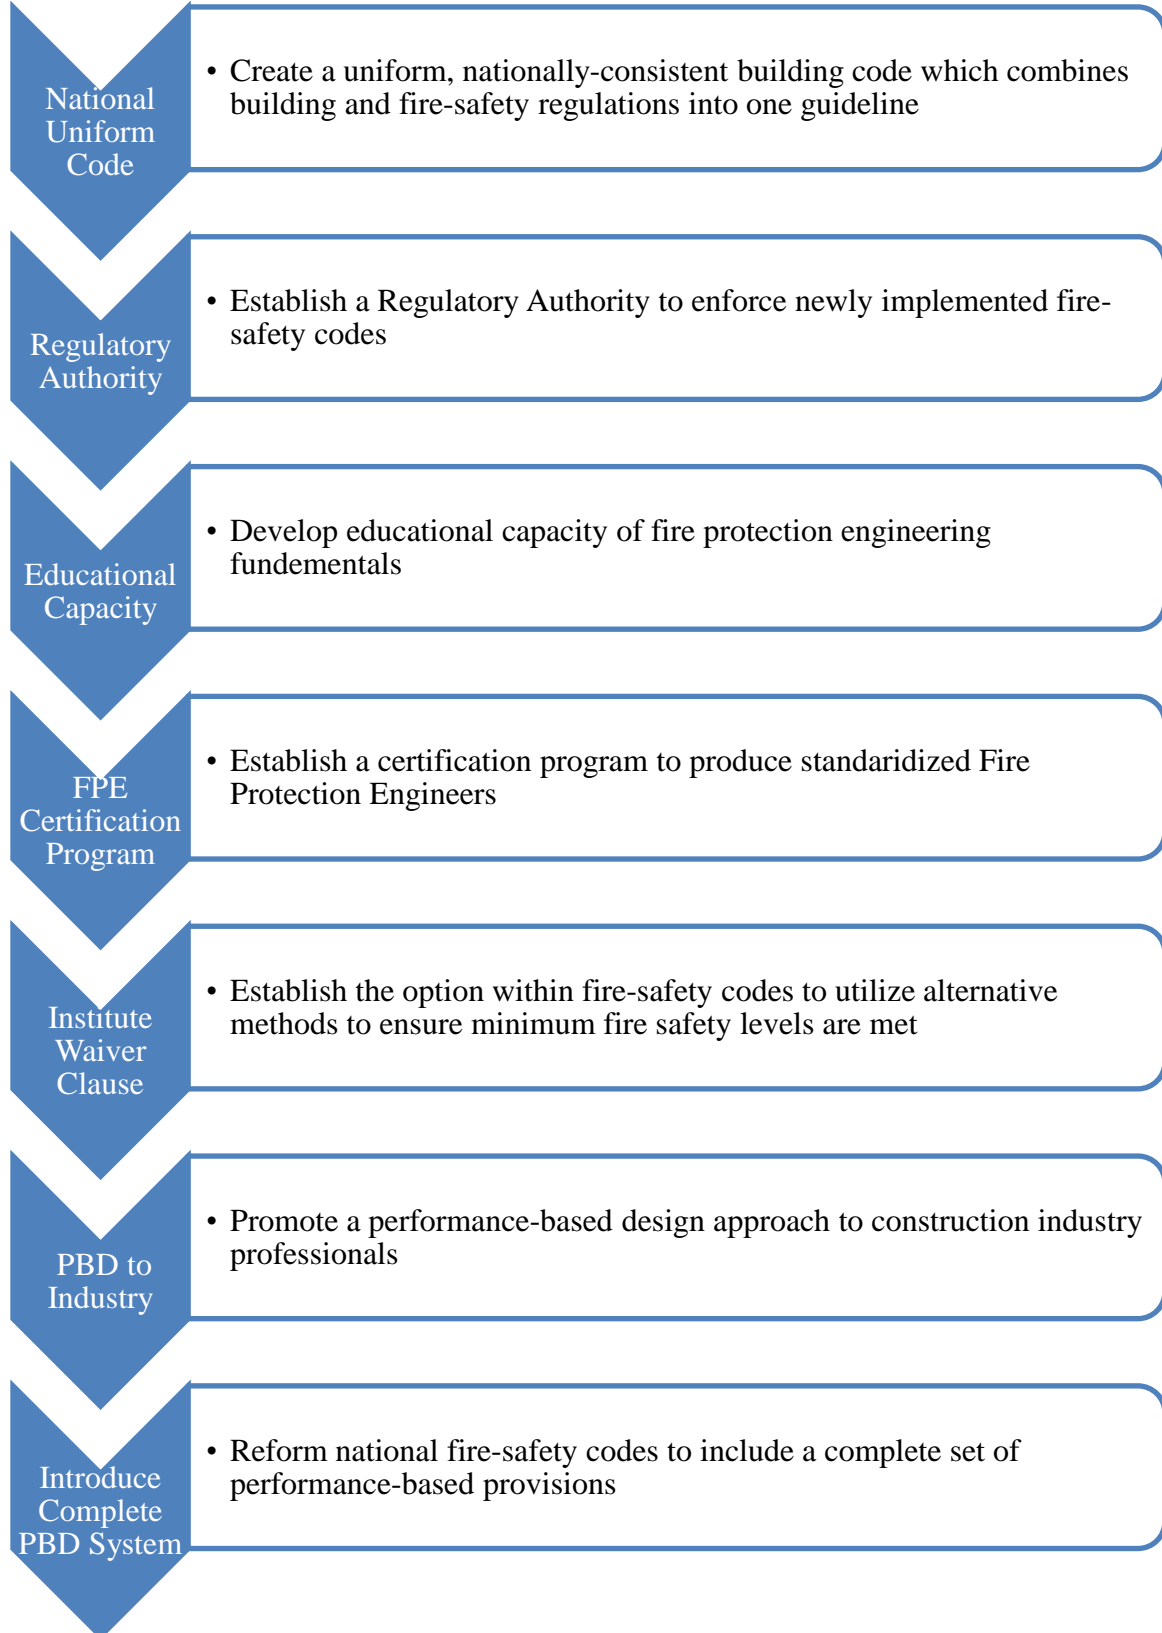 National
Uniform
Code
• Create a uniform, nationally-consistent building code which combines
building and fire-safety regulations into one guideline
Regulatory
Authority
• Establish a Regulatory Authority to enforce newly implemented fire-
safety codes
Educational
Capacity
• Develop educational capacity of fire protection engineering
fundementals
FPE
Certification
Program
• Establish a certification program to produce standaridized Fire
Protection Engineers
Institute
Waiver
Clause
• Establish the option within fire-safety codes to utilize alternative
methods to ensure minimum fire safety levels are met
PBD to
Industry
• Promote a performance-based design approach to construction industry
professionals
Introduce
Complete
PBD System
• Reform national fire-safety codes to include a complete set of
performance-based provisions